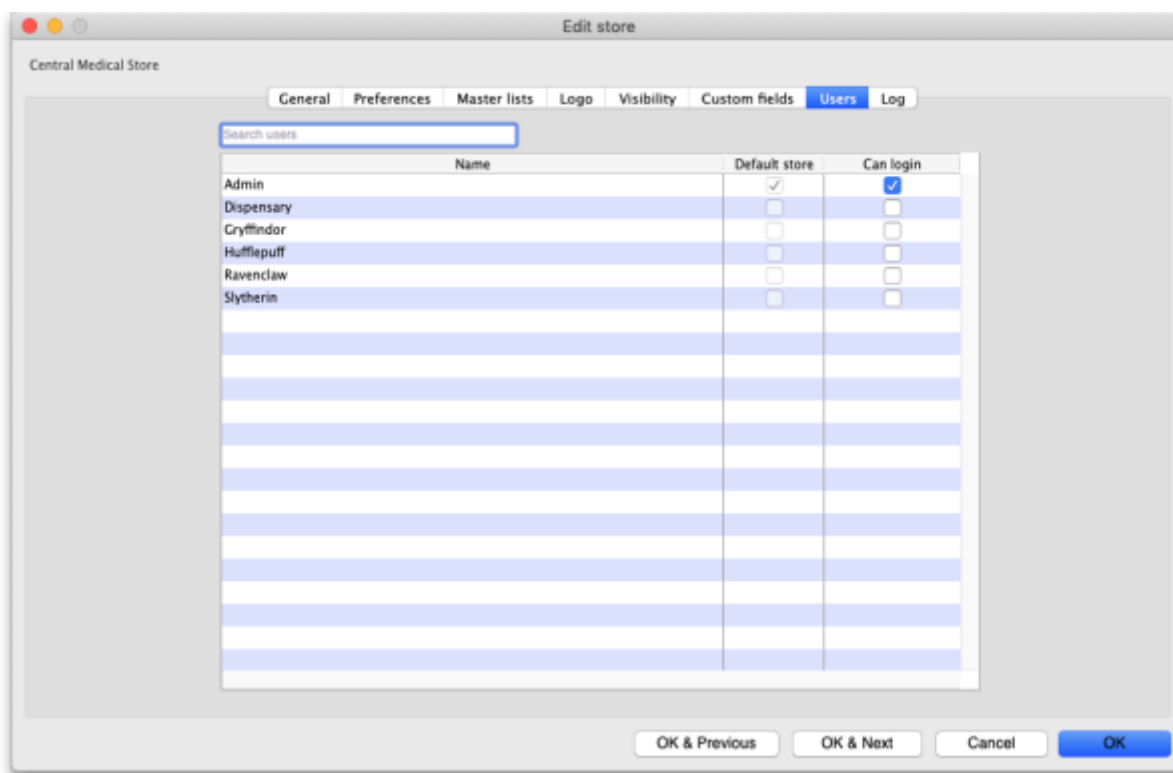 Edit store
Central Medical Store
General Preferences Master lists Logo Visibility Custom fields Users Log
Search users
Name Default store Can login
Admin
Dispensary
Gryffindor
Hufflepuff
Ravenclaw
Slytherin
OK & Previous OK & Next Cancel OK